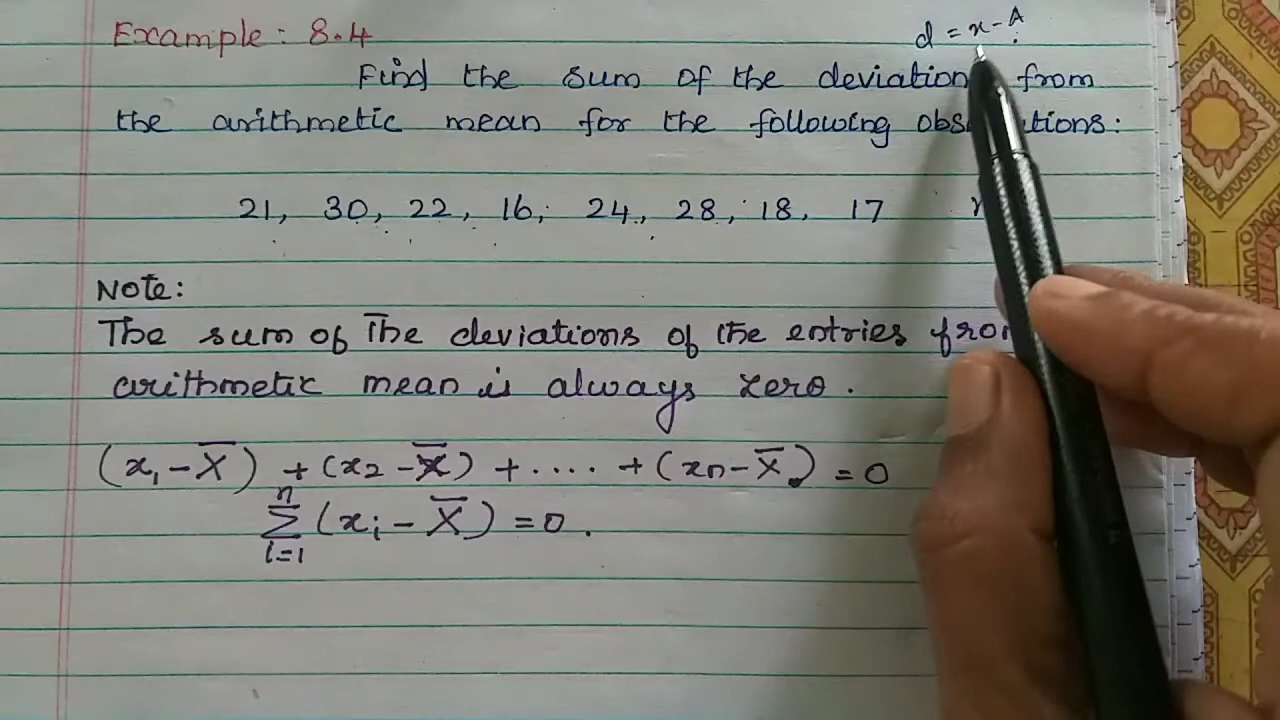 Example: 8.4
d = x - A
Find the sum of the deviation from
the arithmetic mean for the following
21, 30, 22, 16, 24, 28, 18, 17
Note:
The sum of The deviations of the entries
arithmetic mean is always zero.
(x₁ - X̅) + (x₂ - X̅) + .... + (xn - X̅) = 0
n
Σ (xᵢ - X̅) = 0.
i=1